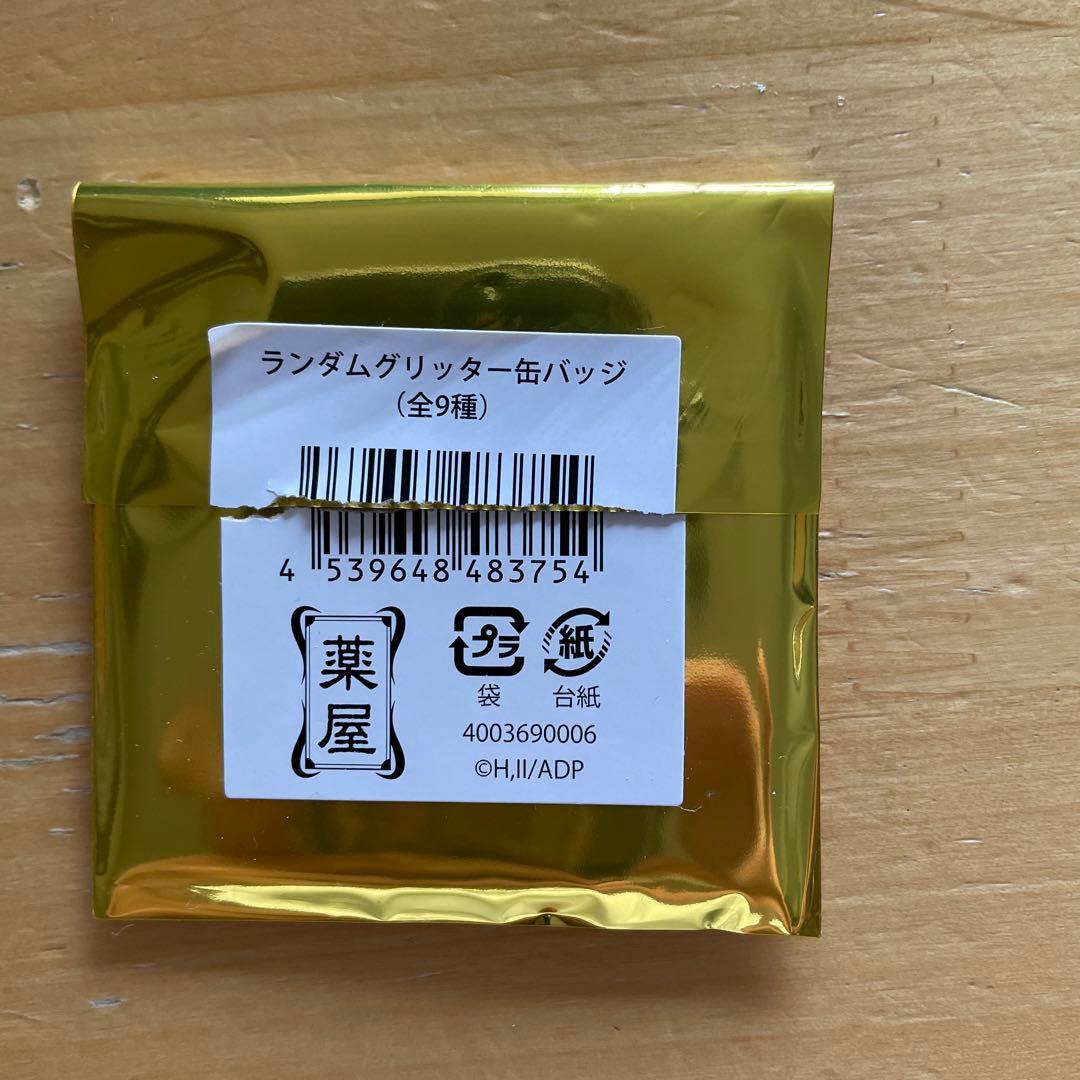 ランダムグリッター缶バッジ
（全9種）
4 539648 483754
薬屋
プラ 紙
袋 台紙
4003690006
©H,II/ADP